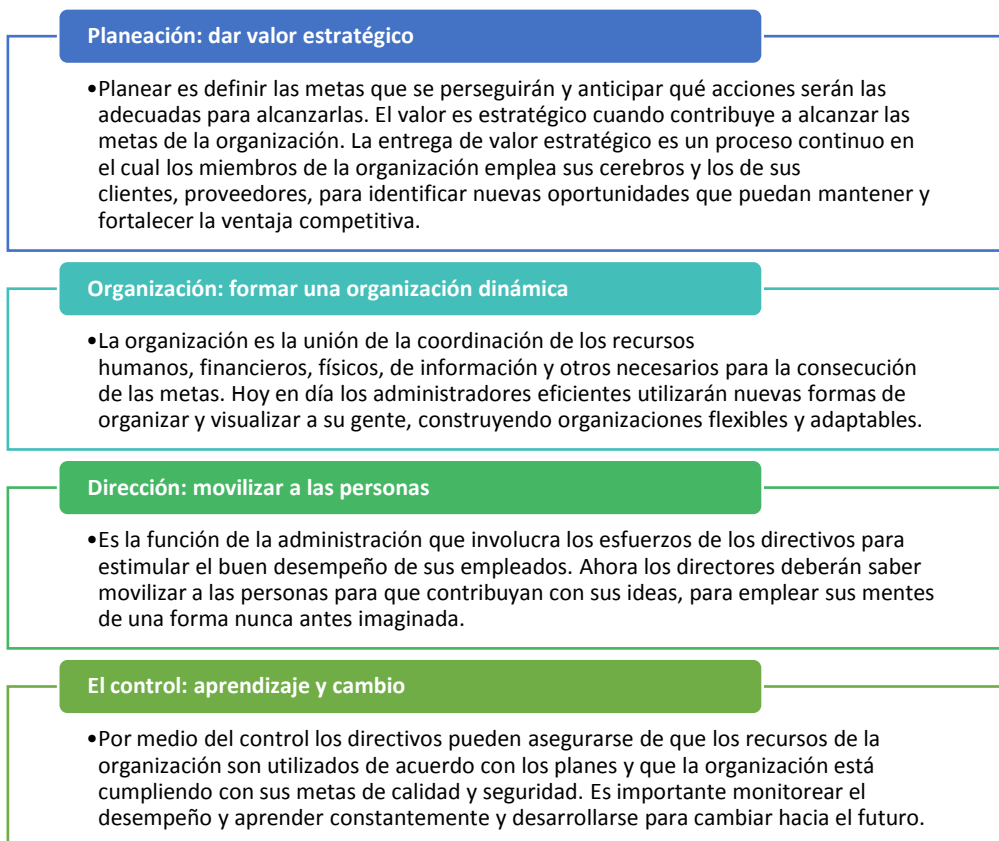 Planeación: dar valor estratégico
•Planear es definir las metas que se perseguirán y anticipar qué acciones serán las
adecuadas para alcanzarlas. El valor es estratégico cuando contribuye a alcanzar las
metas de la organización. La entrega de valor estratégico es un proceso continuo en
el cual los miembros de la organización emplea sus cerebros y los de sus
clientes, proveedores, para identificar nuevas oportunidades que puedan mantener y
fortalecer la ventaja competitiva.
Organización: formar una organización dinámica
•La organización es la unión de la coordinación de los recursos
humanos, financieros, físicos, de información y otros necesarios para la consecución
de las metas. Hoy en día los administradores eficientes utilizarán nuevas formas de
organizar y visualizar a su gente, construyendo organizaciones flexibles y adaptables.
Dirección: movilizar a las personas
•Es la función de la administración que involucra los esfuerzos de los directivos para
estimular el buen desempeño de sus empleados. Ahora los directores deberán saber
movilizar a las personas para que contribuyan con sus ideas, para emplear sus mentes
de una forma nunca antes imaginada.
El control: aprendizaje y cambio
•Por medio del control los directivos pueden asegurarse de que los recursos de la
organización son utilizados de acuerdo con los planes y que la organización está
cumpliendo con sus metas de calidad y seguridad. Es importante monitorear el
desempeño y aprender constantemente y desarrollarse para cambiar hacia el futuro.